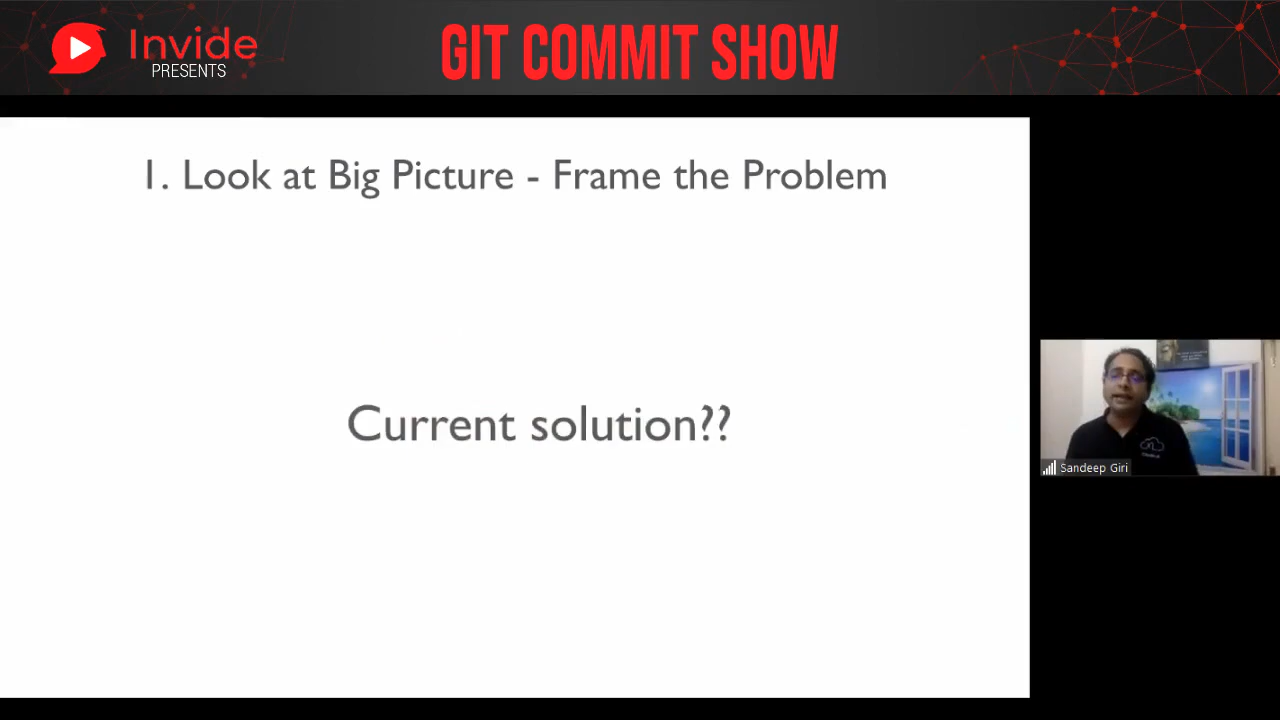 Invide
PRESENTS
GIT COMMIT SHOW
1. Look at Big Picture - Frame the Problem
Current solution??
Sandeep Giri